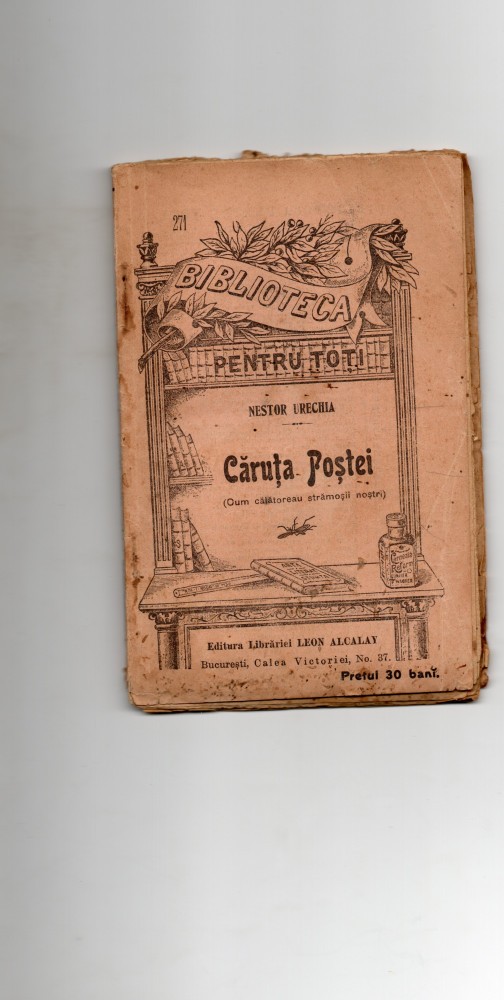 271
BIBLIOTECA
PENTRU TOȚI
NESTOR URECHIA
Căruța Poștei
(Cum călătoreau strămoșii noștri)
Editura Librăriei LEON ALCALAY
București, Calea Victoriei, No. 37.
Prețul 30 banĭ.